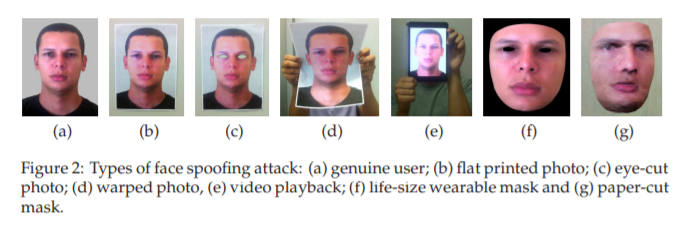 (a) (b) (c) (d) (e) (f) (g)
Figure 2: Types of face spoofing attack: (a) genuine user; (b) flat printed photo; (c) eye-cut
photo; (d) warped photo, (e) video playback; (f) life-size wearable mask and (g) paper-cut
mask.